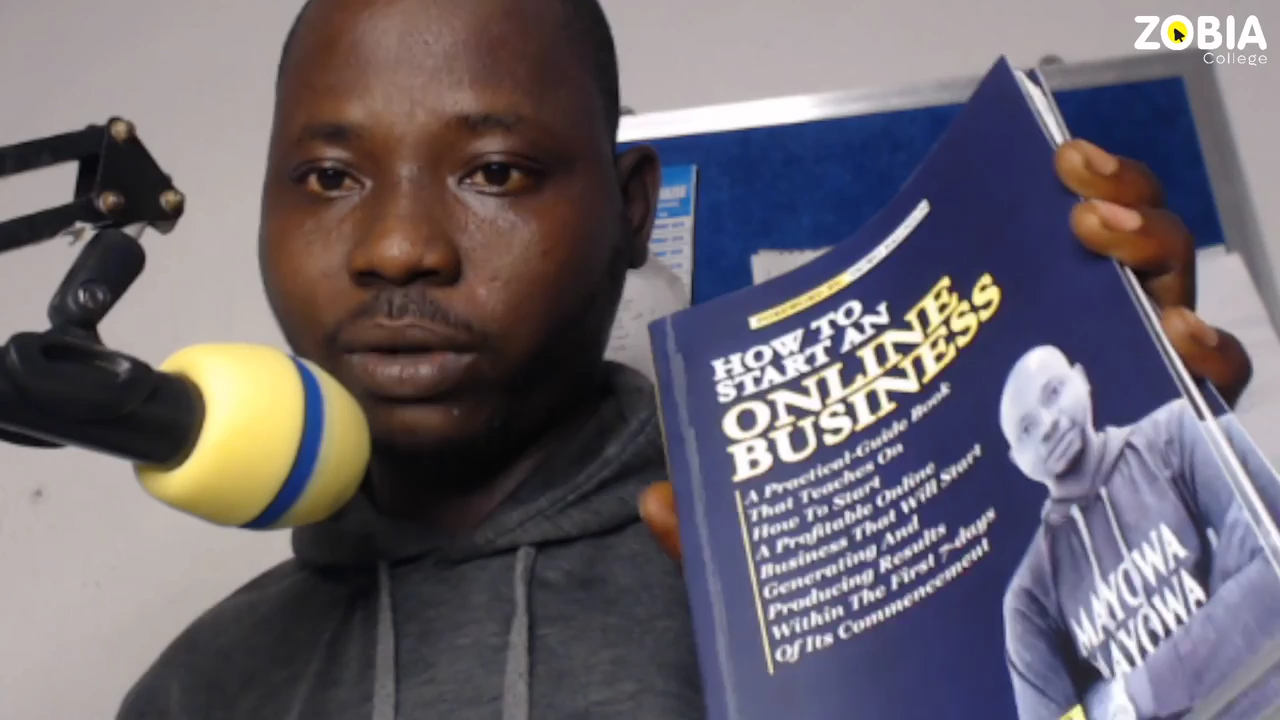 ZOBIA
College
HOW TO
START AN
ONLINE
BUSINESS
A Practical-Guide Book
That Teaches On
How To Start
A Profitable Online
Business That Will Start
Generating And
Producing Results
Within The First 7-days
Of Its Commencement
MAYOWA
MAYOWA